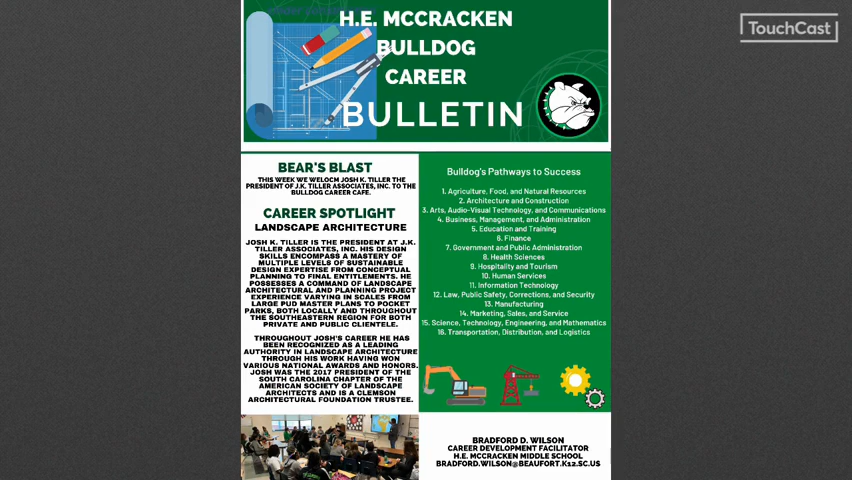 TouchCast
H.E. MCCRACKEN
BULLDOG
CAREER
BULLETIN
BEAR'S BLAST
THIS WEEK WE WELOCM JOSH K. TILLER THE
PRESIDENT OF J.K. TILLER ASSOCIATES, INC. TO THE
BULLDOG CAREER CAFE.
CAREER SPOTLIGHT
LANDSCAPE ARCHITECTURE
JOSH K. TILLER IS THE PRESIDENT AT J.K.
TILLER ASSOCIATES, INC. HIS DESIGN
SKILLS ENCOMPASS A MASTERY OF
MULTIPLE LEVELS OF SUSTAINABLE
DESIGN EXPERTISE FROM CONCEPTUAL
PLANNING TO FINAL ENTITLEMENTS. HE
POSSESSES A COMMAND OF LANDSCAPE
ARCHITECTURAL AND PLANNING PROJECT
EXPERIENCE VARYING IN SCALES FROM
LARGE PUD MASTER PLANS TO POCKET
PARKS, BOTH LOCALLY AND THROUGHOUT
THE SOUTHEASTERN REGION FOR BOTH
PRIVATE AND PUBLIC CLIENTELE.
THROUGHOUT JOSH'S CAREER HE HAS
BEEN RECOGNIZED AS A LEADING
AUTHORITY IN LANDSCAPE ARCHITECTURE
THROUGH HIS WORK HAVING WON
VARIOUS NATIONAL AWARDS AND HONORS.
JOSH WAS THE 2017 PRESIDENT OF THE
SOUTH CAROLINA CHAPTER OF THE
AMERICAN SOCIETY OF LANDSCAPE
ARCHITECTS AND IS A CLEMSON
ARCHITECTURAL FOUNDATION TRUSTEE.
Bulldog's Pathways to Success
1. Agriculture, Food, and Natural Resources
2. Architecture and Construction
3. Arts, Audio-Visual Technology, and Communications
4. Business, Management, and Administration
5. Education and Training
6. Finance
7. Government and Public Administration
8. Health Sciences
9. Hospitality and Tourism
10. Human Services
11. Information Technology
12. Law, Public Safety, Corrections, and Security
13. Manufacturing
14. Marketing, Sales, and Service
15. Science, Technology, Engineering, and Mathematics
16. Transportation, Distribution, and Logistics
BRADFORD D. WILSON
CAREER DEVELOPMENT FACILITATOR
H.E. MCCRACKEN MIDDLE SCHOOL
BRADFORD.WILSON@BEAUFORT.K12.SC.US